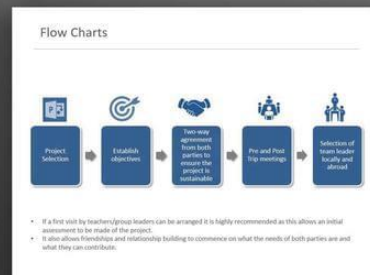 Flow Charts
Project
Selection
Establish
objectives
Two-way
agreement
from both
parties to
ensure the
project is
sustainable
Pre and Post
Trip meetings
Selection of
team leader
locally and
abroad
• If a first visit by teachers/group leaders can be arranged it is highly recommended as this allows an initial
assessment to be made of the project.
• It also allows friendships and relationship building to commence on what the needs of both parties are and
what they can contribute.